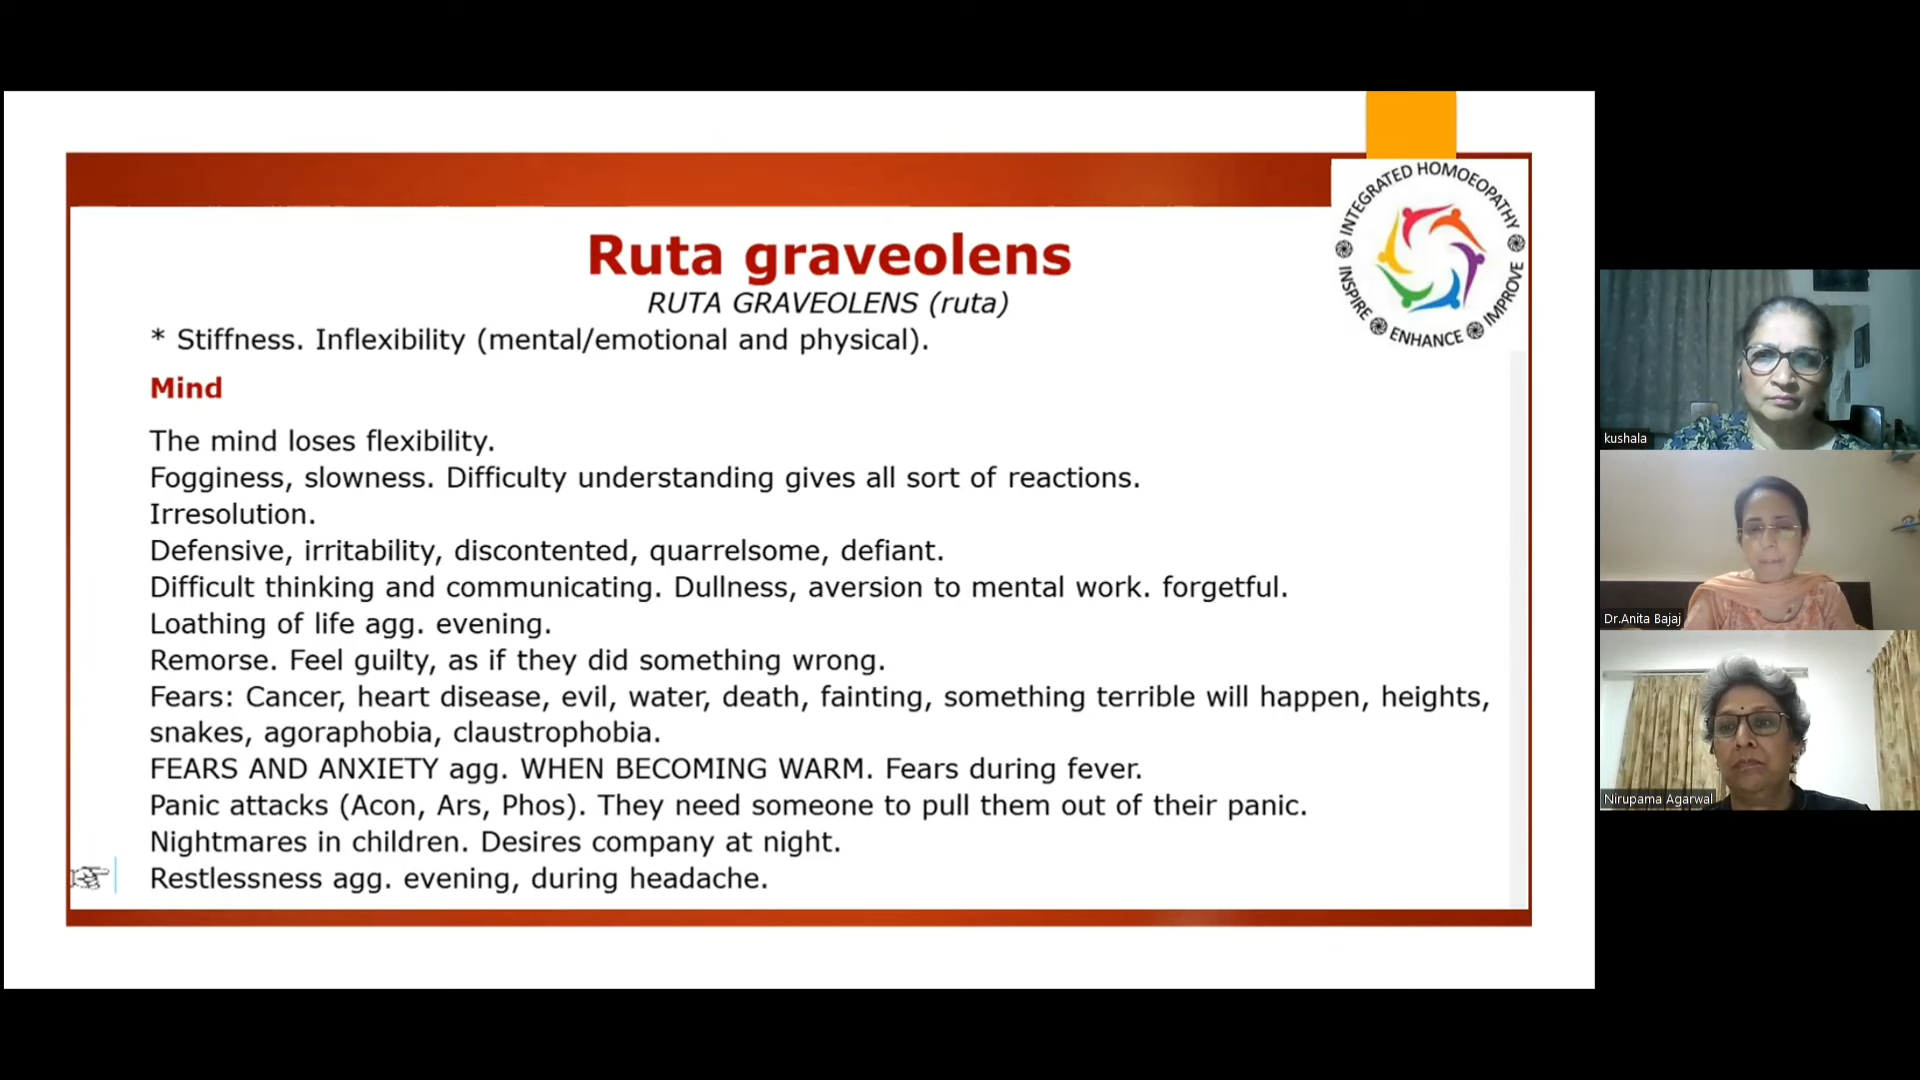 INTEGRATED HOMOEOPATHY
INSPIRE ENHANCE IMPROVE
Ruta graveolens
RUTA GRAVEOLENS (ruta)
* Stiffness. Inflexibility (mental/emotional and physical).
Mind
The mind loses flexibility.
Fogginess, slowness. Difficulty understanding gives all sort of reactions.
Irresolution.
Defensive, irritability, discontented, quarrelsome, defiant.
Difficult thinking and communicating. Dullness, aversion to mental work. forgetful.
Loathing of life agg. evening.
Remorse. Feel guilty, as if they did something wrong.
Fears: Cancer, heart disease, evil, water, death, fainting, something terrible will happen, heights,
snakes, agoraphobia, claustrophobia.
FEARS AND ANXIETY agg. WHEN BECOMING WARM. Fears during fever.
Panic attacks (Acon, Ars, Phos). They need someone to pull them out of their panic.
Nightmares in children. Desires company at night.
Restlessness agg. evening, during headache.
kushala
Dr.Anita Bajaj
Nirupama Agarwal